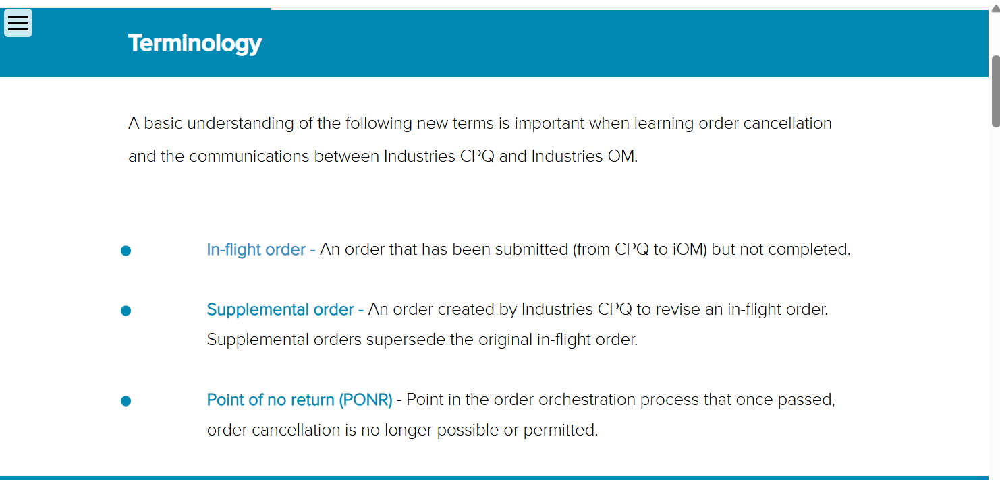 Terminology
A basic understanding of the following new terms is important when learning order cancellation
and the communications between Industries CPQ and Industries OM.
In-flight order - An order that has been submitted (from CPQ to iOM) but not completed.
Supplemental order - An order created by Industries CPQ to revise an in-flight order.
Supplemental orders supersede the original in-flight order.
Point of no return (PONR) - Point in the order orchestration process that once passed,
order cancellation is no longer possible or permitted.